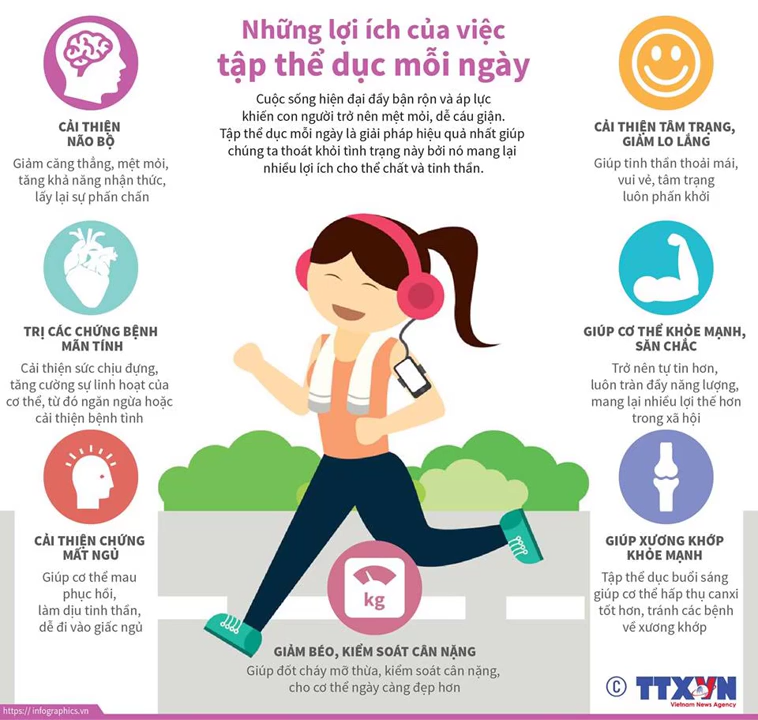 Những lợi ích của việc
tập thể dục mỗi ngày
Cuộc sống hiện đại đầy bận rộn và áp lực
khiến con người trở nên mệt mỏi, dễ cáu giận.
Tập thể dục mỗi ngày là giải pháp hiệu quả nhất giúp
chúng ta thoát khỏi tình trạng này bởi nó mang lại
nhiều lợi ích cho thể chất và tinh thần.
CẢI THIỆN
NÃO BỘ
Giảm căng thẳng, mệt mỏi,
tăng khả năng nhận thức,
lấy lại sự phấn chấn
CẢI THIỆN TÂM TRẠNG,
GIẢM LO LẮNG
Giúp tinh thần thoải mái,
vui vẻ, tâm trạng
luôn phấn khởi
TRỊ CÁC CHỨNG BỆNH
MÃN TÍNH
Cải thiện sức chịu đựng,
tăng cường sự linh hoạt của
cơ thể, từ đó ngăn ngừa hoặc
cải thiện bệnh tình
GIÚP CƠ THỂ KHỎE MẠNH,
SĂN CHẮC
Trở nên tự tin hơn,
luôn tràn đầy năng lượng,
mang lại nhiều lợi thế hơn
trong xã hội
CẢI THIỆN CHỨNG
MẤT NGỦ
Giúp cơ thể mau
phục hồi,
làm dịu tinh thần,
dễ đi vào giấc ngủ
GIÚP XƯƠNG KHỚP
KHỎE MẠNH
Tập thể dục buổi sáng
giúp cơ thể hấp thụ canxi
tốt hơn, tránh các bệnh
về xương khớp
kg
GIẢM BÉO, KIỂM SOÁT CÂN NẶNG
Giúp đốt cháy mỡ thừa, kiểm soát cân nặng,
cho cơ thể ngày càng đẹp hơn
© TTXVN
Vietnam News Agency
https:// infographics.vn